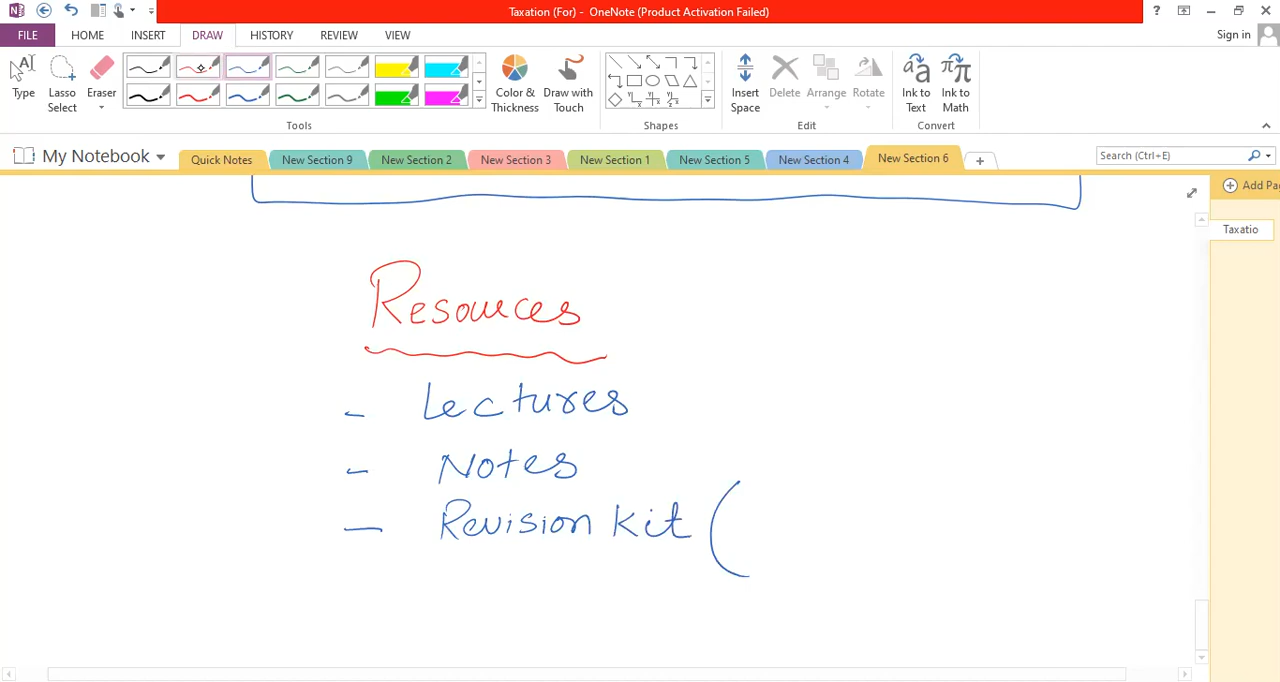 Taxation (For) - OneNote (Product Activation Failed)
FILE HOME INSERT DRAW HISTORY REVIEW VIEW Sign in
Type Lasso Select Eraser Color & Thickness Draw with Touch Insert Space Delete Arrange Rotate Ink to Text Ink to Math
Tools Shapes Edit Convert
My Notebook Quick Notes New Section 9 New Section 2 New Section 3 New Section 1 New Section 5 New Section 4 New Section 6 Search (Ctrl+E)
Add Pa
Taxatio
Resources
- Lectures
- Notes
- Revision Kit (